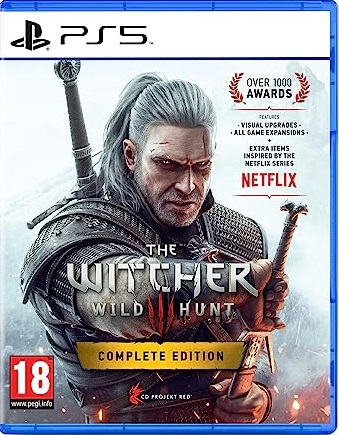 PS5
OVER 1000
AWARDS
FEATURES
- VISUAL UPGRADES -
- ALL GAME EXPANSIONS -
+
EXTRA ITEMS
INSPIRED BY THE
NETFLIX SERIES
NETFLIX
THE
WITCHER
WILD HUNT
COMPLETE EDITION
18
www.pegi.info
CD PROJEKT RED